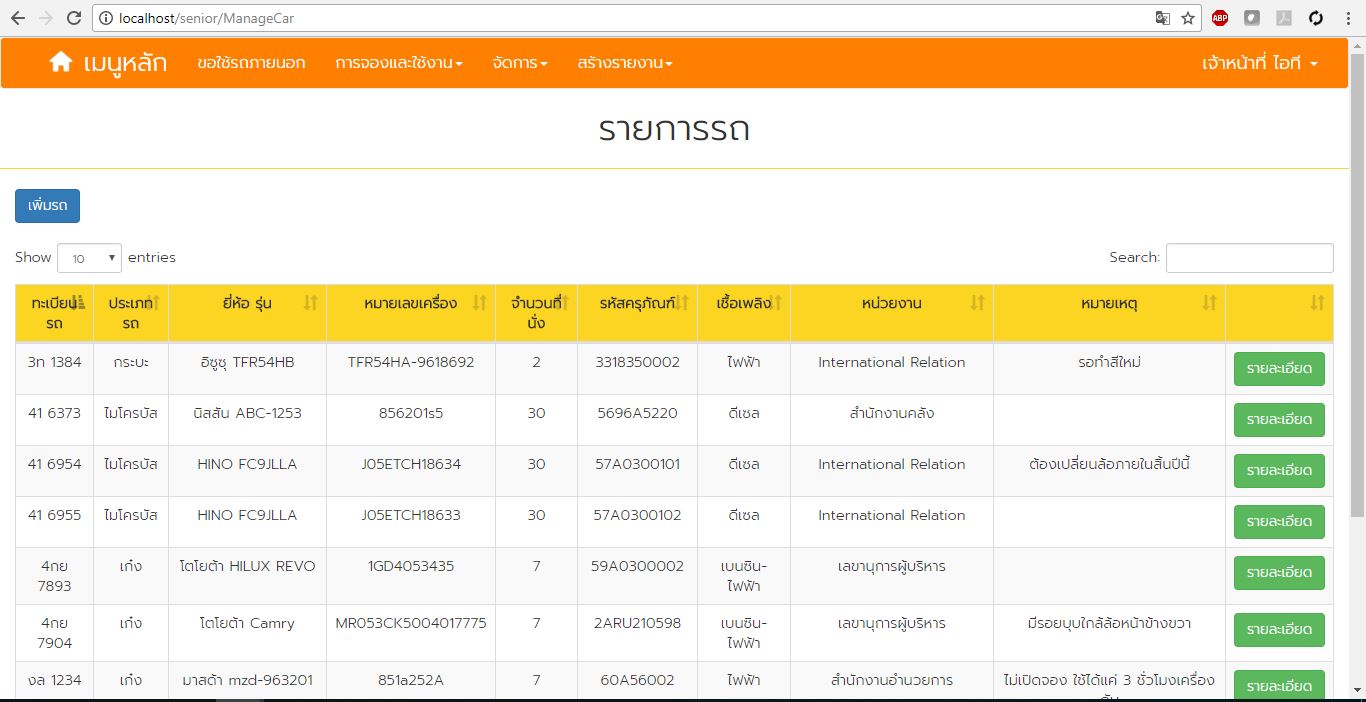 localhost/senior/ManageCar
ABP
เมนูหลัก ขอใช้รถภายนอก การจองและใช้งาน จัดการ สร้างรายงาน เจ้าหน้าที่ ไอที
รายการรถ
เพิ่มรถ
Show 10 entries Search:
ทะเบียนรถ ประเภทรถ ยี่ห้อ รุ่น หมายเลขเครื่อง จำนวนที่นั่ง รหัสครุภัณฑ์ เชื้อเพลิง หน่วยงาน หมายเหตุ
3ท 1384 กระบะ อิซูซุ TFR54HB TFR54HA-9618692 2 3318350002 ไฟฟ้า International Relation รอทำสีใหม่ รายละเอียด
41 6373 ไมโครบัส นิสสัน ABC-1253 856201s5 30 5696A5220 ดีเซล สำนักงานคลัง รายละเอียด
41 6954 ไมโครบัส HINO FC9JLLA J05ETCH18634 30 57A0300101 ดีเซล International Relation ต้องเปลี่ยนล้อภายในสิ้นปีนี้ รายละเอียด
41 6955 ไมโครบัส HINO FC9JLLA J05ETCH18633 30 57A0300102 ดีเซล International Relation รายละเอียด
4กย 7893 เก๋ง โตโยต้า HILUX REVO 1GD4053435 7 59A0300002 เบนซิน-ไฟฟ้า เลขานุการผู้บริหาร รายละเอียด
4กย 7904 เก๋ง โตโยต้า Camry MR053CK5004017775 7 2ARU210598 เบนซิน-ไฟฟ้า เลขานุการผู้บริหาร มีรอยบุบใกล้ล้อหน้าข้างขวา รายละเอียด
งล 1234 เก๋ง มาสด้า mzd-963201 851a252A 7 60A56002 ไฟฟ้า สำนักงานอำนวยการ ไม่เปิดจอง ใช้ได้แค่ 3 ชั่วโมงเครื่อง รายละเอียด